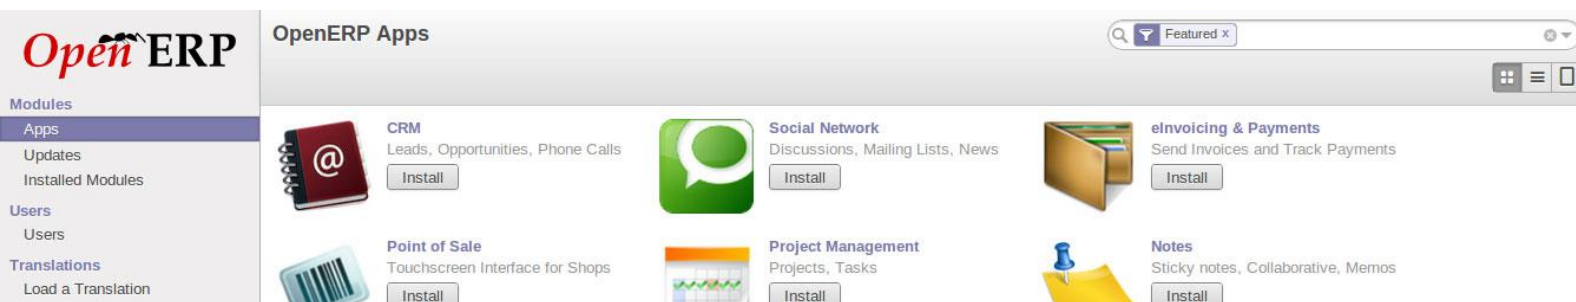 OpenERP
OpenERP Apps
Featured x
Modules
Apps
Updates
Installed Modules
Users
Users
Translations
Load a Translation
CRM
Leads, Opportunities, Phone Calls
Install
Social Network
Discussions, Mailing Lists, News
Install
eInvoicing & Payments
Send Invoices and Track Payments
Install
Point of Sale
Touchscreen Interface for Shops
Install
Project Management
Projects, Tasks
Install
Notes
Sticky notes, Collaborative, Memos
Install